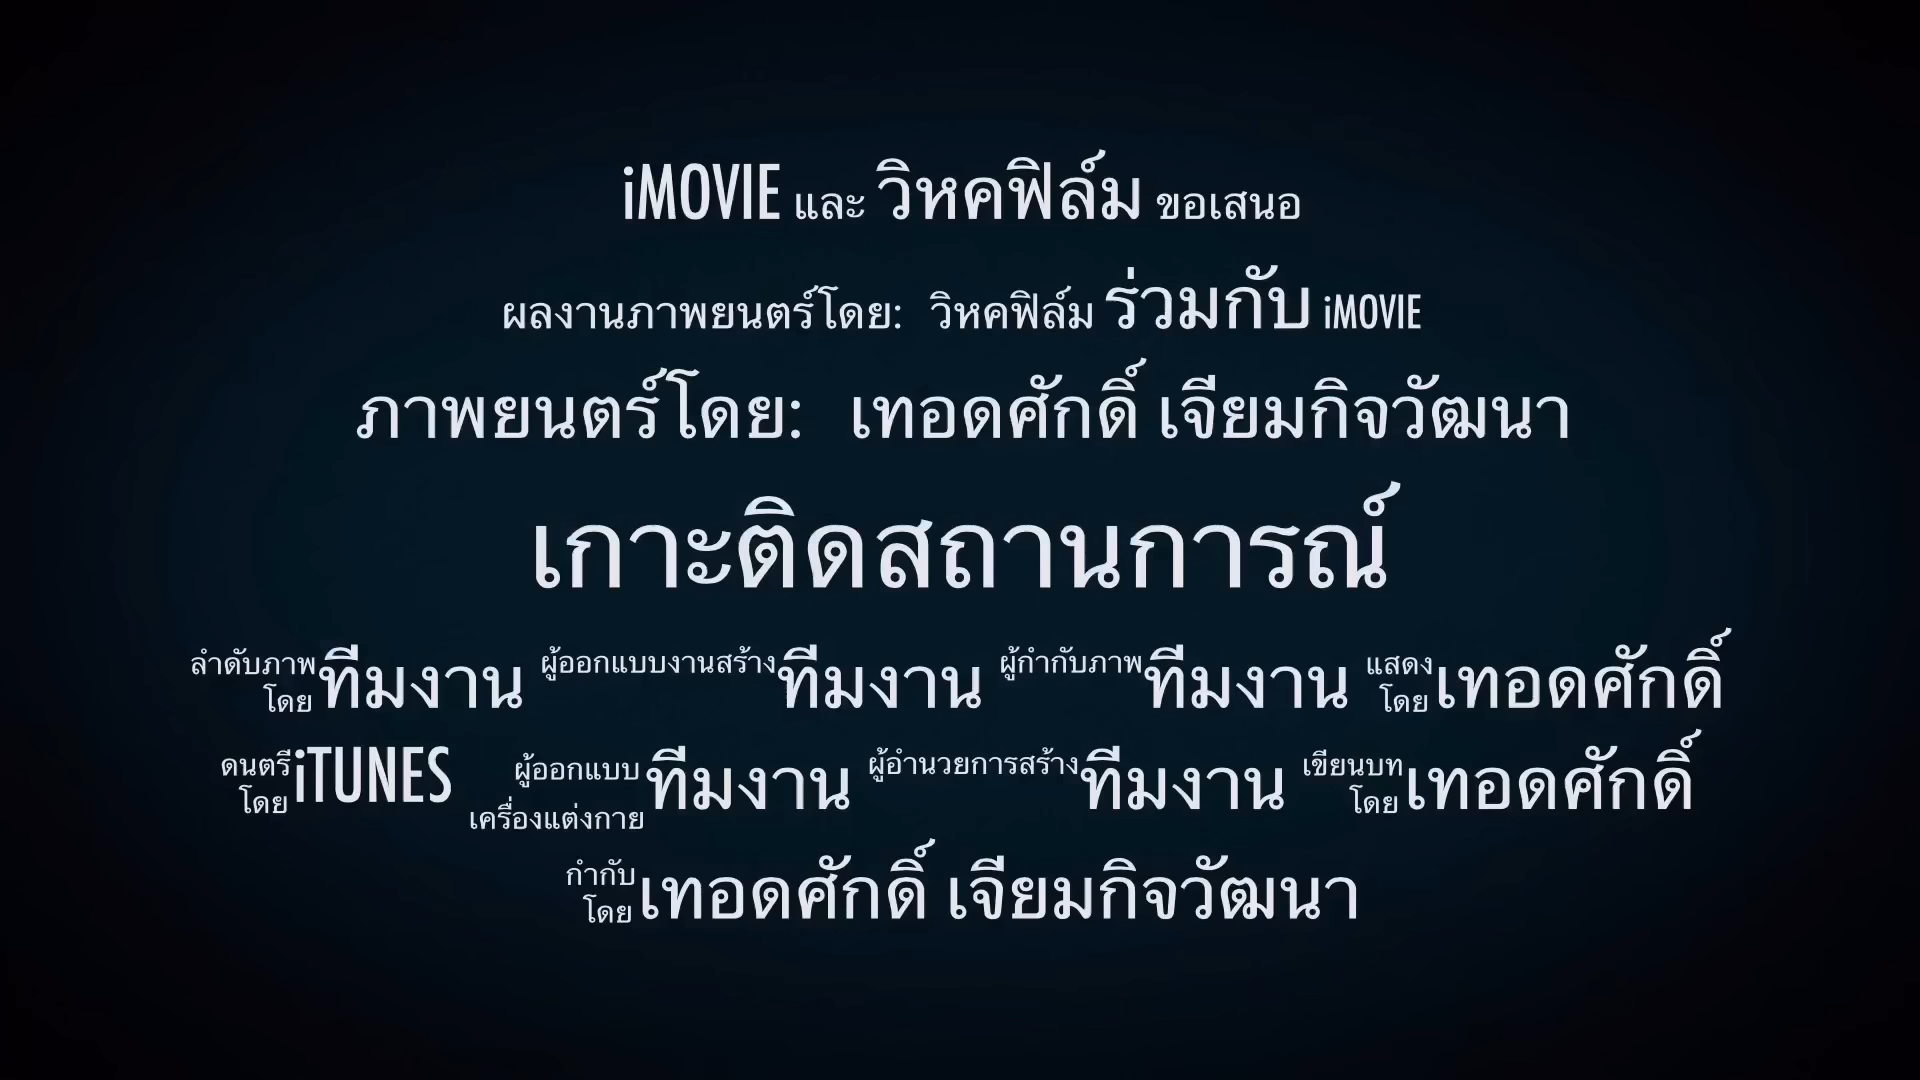 iMOVIE และ วิหคฟิล์ม ขอเสนอ
ผลงานภาพยนตร์โดย: วิหคฟิล์ม ร่วมกับ iMOVIE
ภาพยนตร์โดย: เทอดศักดิ์ เจียมกิจวัฒนา
เกาะติดสถานการณ์
ลำดับภาพโดย ทีมงาน ผู้ออกแบบงานสร้าง ทีมงาน ผู้กำกับภาพ ทีมงาน แสดงโดย เทอดศักดิ์
ดนตรีโดย iTUNES ผู้ออกแบบเครื่องแต่งกาย ทีมงาน ผู้อำนวยการสร้าง ทีมงาน เขียนบทโดย เทอดศักดิ์
กำกับโดย เทอดศักดิ์ เจียมกิจวัฒนา